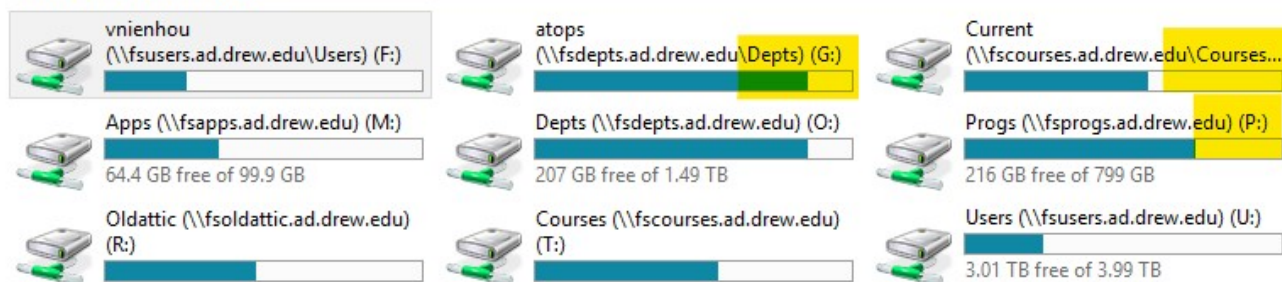 vnienhou
(\\fsusers.ad.drew.edu\Users) (F:)
atops
(\\fsdepts.ad.drew.edu\Depts) (G:)
Current
(\\fscourses.ad.drew.edu\Courses...
Apps (\\fsapps.ad.drew.edu) (M:)
64.4 GB free of 99.9 GB
Depts (\\fsdepts.ad.drew.edu) (O:)
207 GB free of 1.49 TB
Progs (\\fsprogs.ad.drew.edu) (P:)
216 GB free of 799 GB
Oldattic (\\fsoldattic.ad.drew.edu)
(R:)
Courses (\\fscourses.ad.drew.edu)
(T:)
Users (\\fsusers.ad.drew.edu) (U:)
3.01 TB free of 3.99 TB